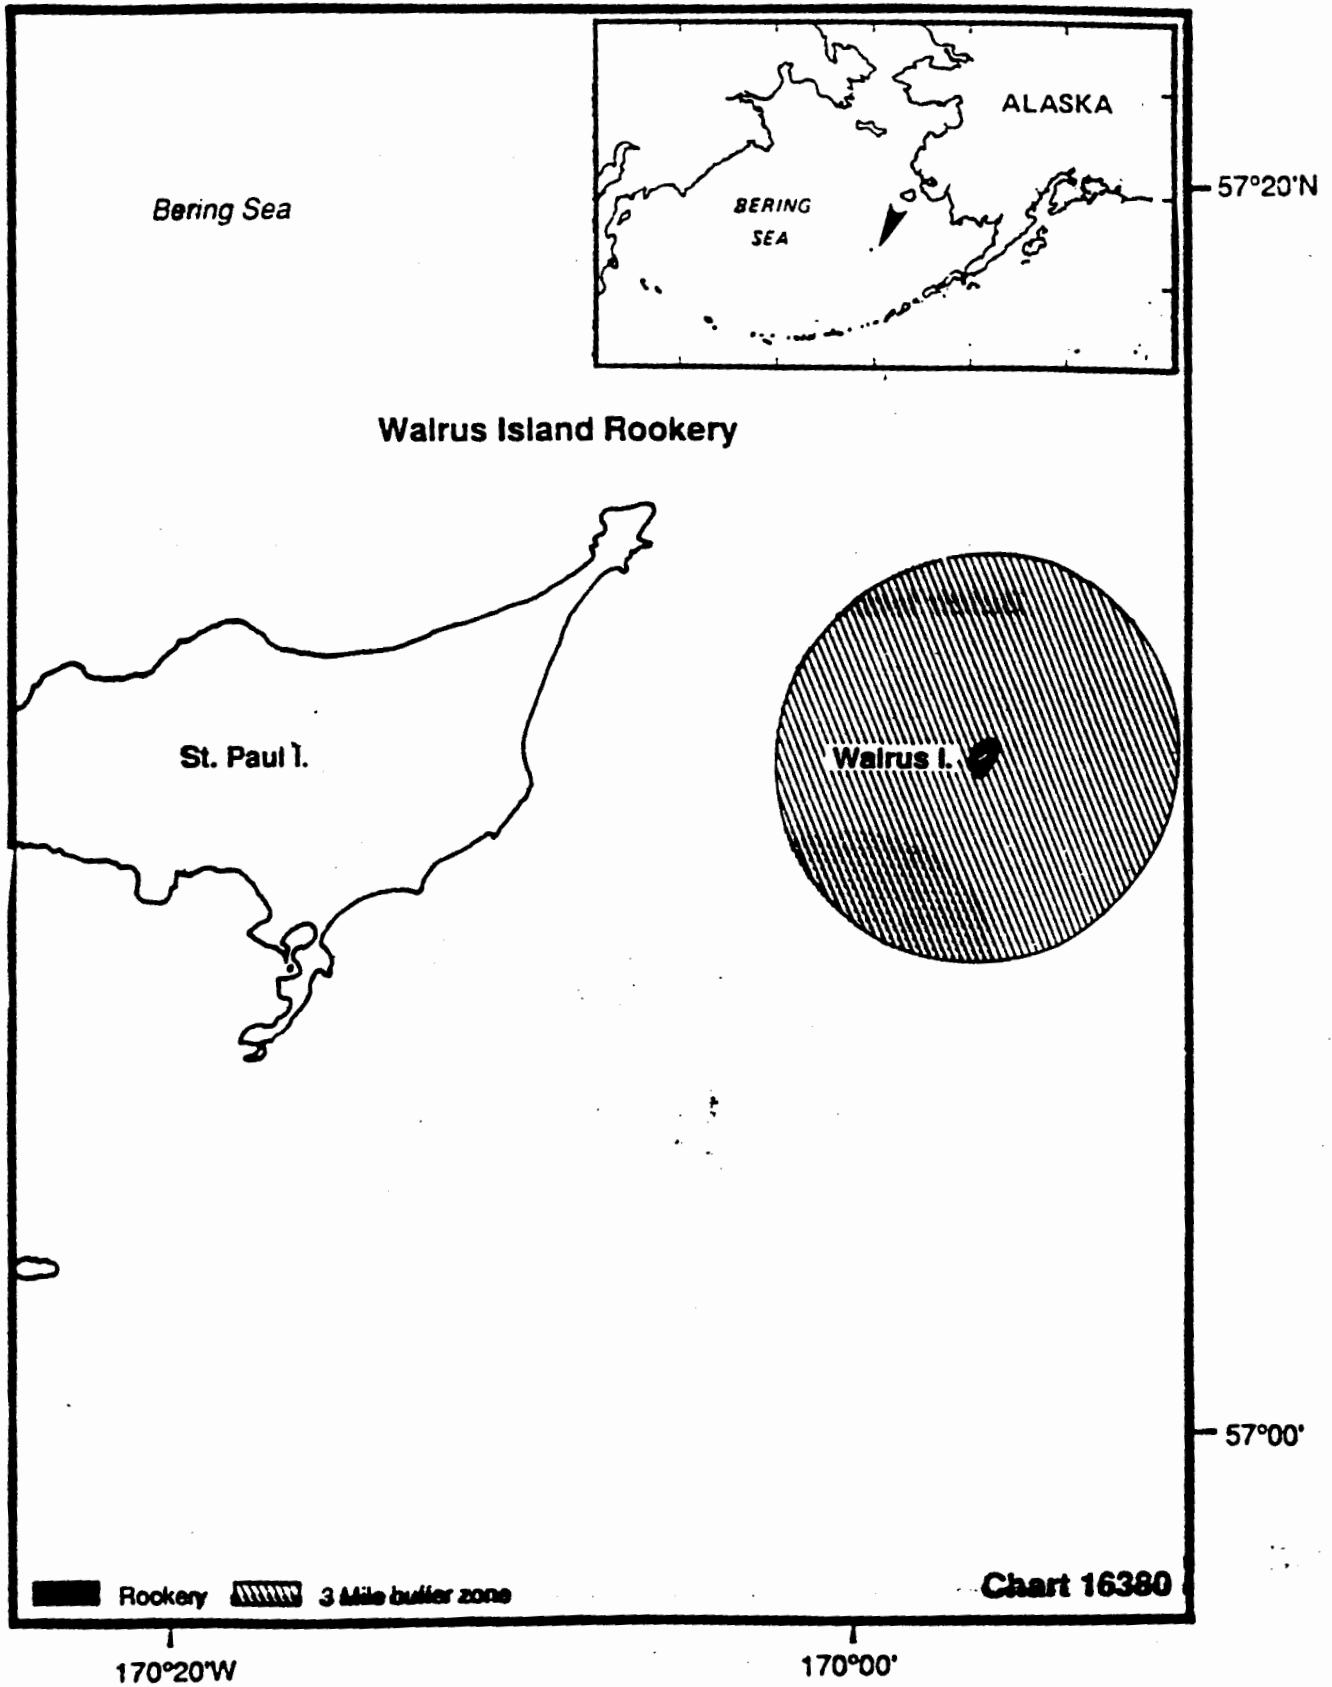 ALASKA
57°20'N
Bering Sea
BERING
SEA
Walrus Island Rookery
St. Paul I.
Walrus I.
57°00'
Rookery 3 Mile buffer zone
Chart 16380
170°20'W
170°00'